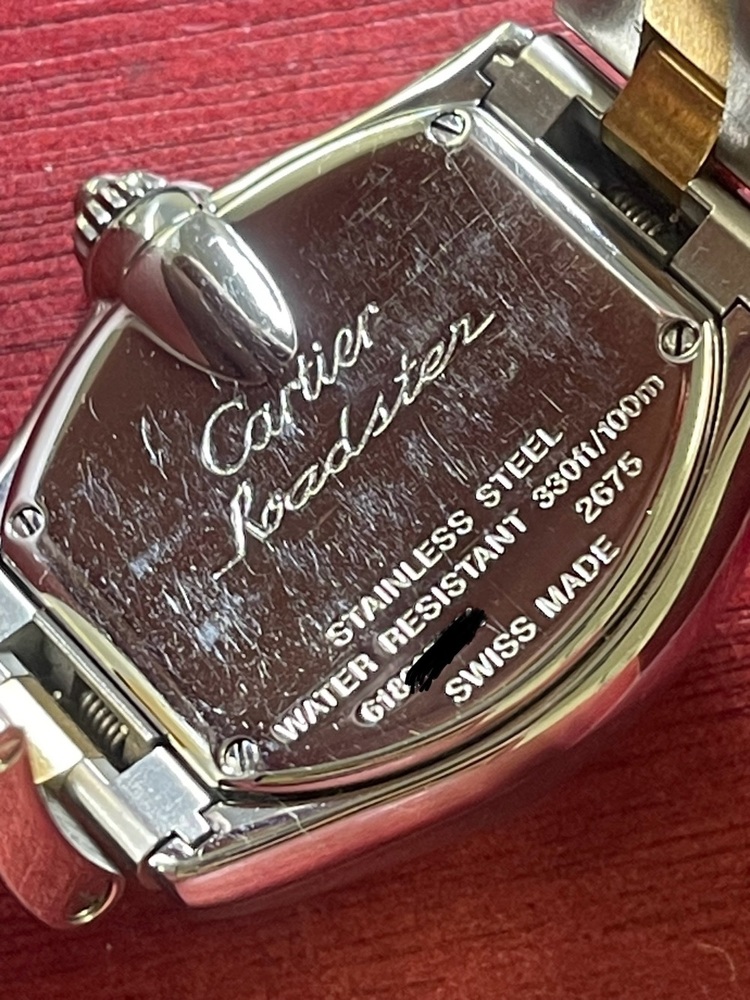 Cartier
Roadster
STAINLESS STEEL
WATER RESISTANT 330ft/100m
618 2675
SWISS MADE